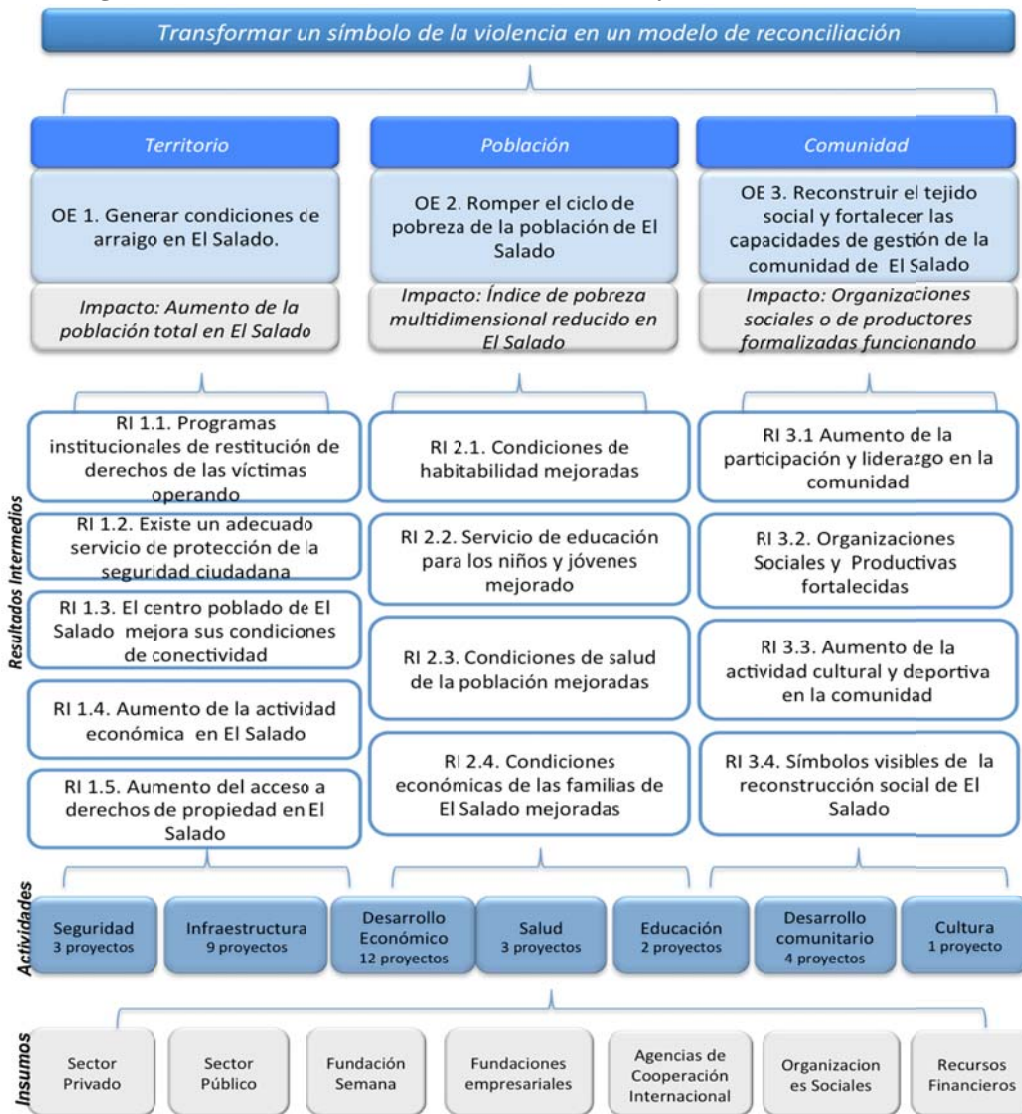 Transformar un símbolo de la violencia en un modelo de reconciliación
Territorio
Población
Comunidad
OE 1. Generar condiciones de
arraigo en El Salado.
OE 2. Romper el ciclo de
pobreza de la población de El
Salado
OE 3. Reconstruir el tejido
social y fortalecer las
capacidades de gestión de la
comunidad de El Salado
Impacto: Aumento de la
población total en El Salado
Impacto: Índice de pobreza
multidimensional reducido en
El Salado
Impacto: Organizaciones
sociales o de productores
formalizadas funcionando
Resultados Intermedios
RI 1.1. Programas
institucionales de restitución de
derechos de las víctimas
operando
RI 1.2. Existe un adecuado
servicio de protección de la
seguridad ciudadana
RI 1.3. El centro poblado de El
Salado mejora sus condiciones
de conectividad
RI 1.4. Aumento de la actividad
económica en El Salado
RI 1.5. Aumento del acceso a
derechos de propiedad en El
Salado
RI 2.1. Condiciones de
habitabilidad mejoradas
RI 2.2. Servicio de educación
para los niños y jóvenes
mejorado
RI 2.3. Condiciones de salud
de la población mejoradas
RI 2.4. Condiciones
económicas de las familias de
El Salado mejoradas
RI 3.1 Aumento de la
participación y liderazgo en la
comunidad
RI 3.2. Organizaciones
Sociales y Productivas
fortalecidas
RI 3.3. Aumento de la
actividad cultural y deportiva
en la comunidad
RI 3.4. Símbolos visibles de la
reconstrucción social de El
Salado
Actividades
Seguridad
3 proyectos
Infraestructura
9 proyectos
Desarrollo
Económico
12 proyectos
Salud
3 proyectos
Educación
2 proyectos
Desarrollo
comunitario
4 proyectos
Cultura
1 proyecto
Insumos
Sector
Privado
Sector
Público
Fundación
Semana
Fundaciones
empresariales
Agencias de
Cooperación
Internacional
Organizacion
es Sociales
Recursos
Financieros